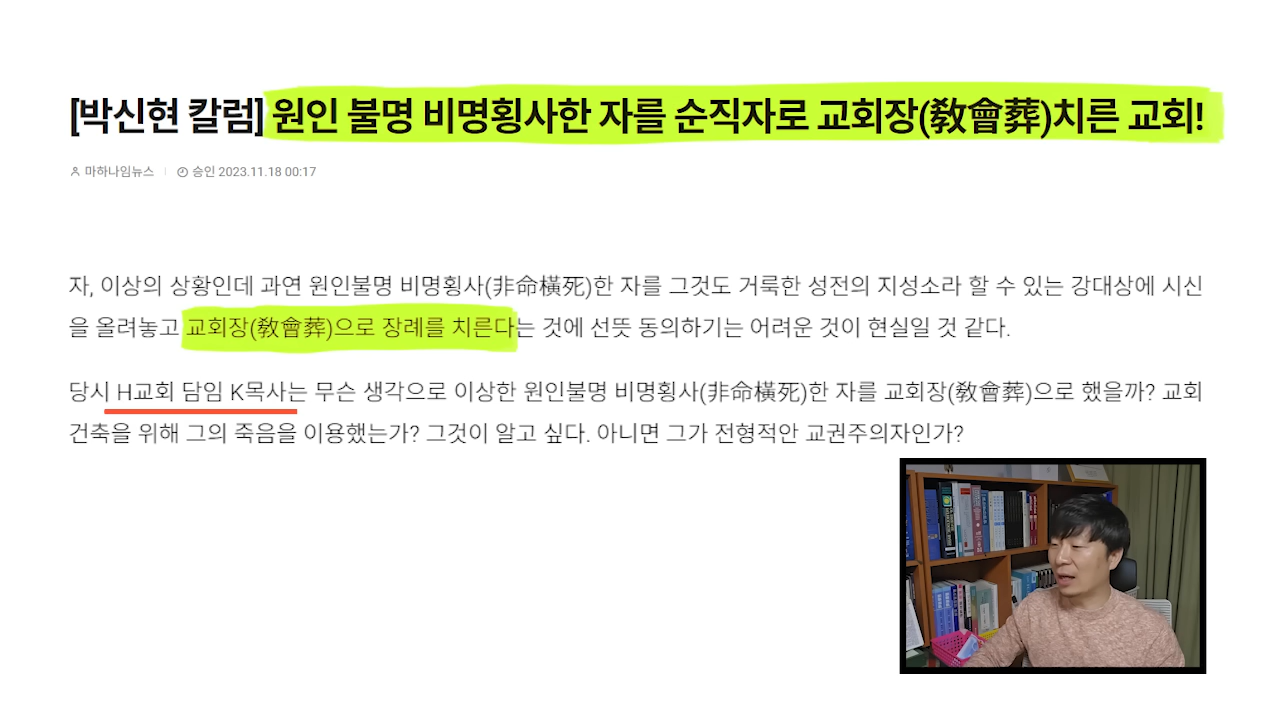 [박신현 칼럼] 원인 불명 비명횡사한 자를 순직자로 교회장(敎會葬)치른 교회!
마하나임뉴스 승인 2023.11.18 00:17
자, 이상의 상황인데 과연 원인불명 비명횡사(非命橫死)한 자를 그것도 거룩한 성전의 지성소라 할 수 있는 강대상에 시신
을 올려놓고 교회장(敎會葬)으로 장례를 치른다는 것에 선뜻 동의하기는 어려운 것이 현실일 것 같다.
당시 H교회 담임 K목사는 무슨 생각으로 이상한 원인불명 비명횡사(非命橫死)한 자를 교회장(敎會葬)으로 했을까? 교회
건축을 위해 그의 죽음을 이용했는가? 그것이 알고 싶다. 아니면 그가 전형적안 교권주의자인가?